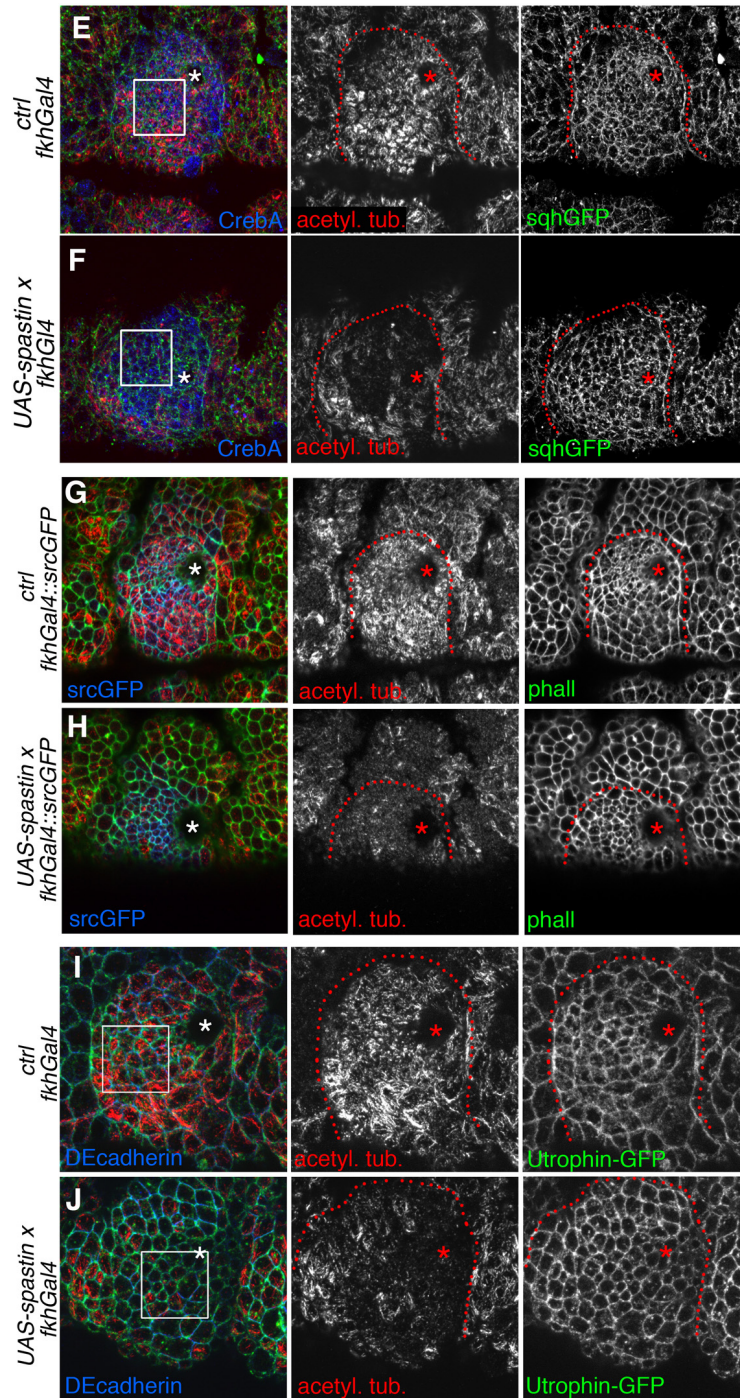 E
ctrl
fkhGal4
CrebA
acetyl. tub.
sqhGFP
F
UAS-spastin x
fkhGl4
CrebA
acetyl. tub.
sqhGFP
G
ctrl
fkhGal4::srcGFP
srcGFP
acetyl. tub.
phall
H
UAS-spastin x
fkhGal4::srcGFP
srcGFP
acetyl. tub.
phall
I
ctrl
fkhGal4
DEcadherin
acetyl. tub.
Utrophin-GFP
J
UAS-spastin x
fkhGal4
DEcadherin
acetyl. tub.
Utrophin-GFP